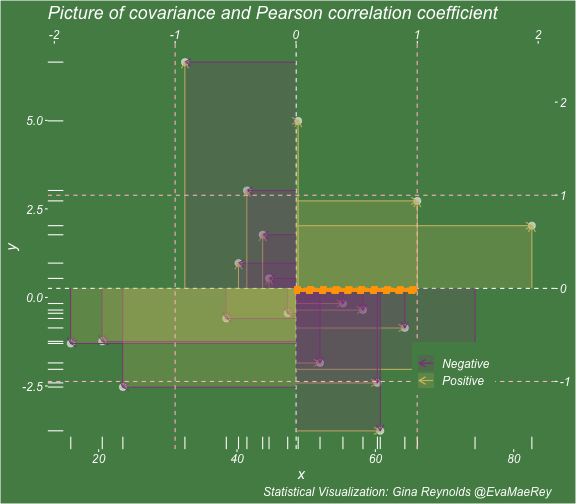 Picture of covariance and Pearson correlation coefficient
-2 -1 0 1 2
5.0
2
1
2.5
y
0.0
0
Negative
Positive
-2.5
-1
20 40 60 80
x
Statistical Visualization: Gina Reynolds @EvaMaeRey